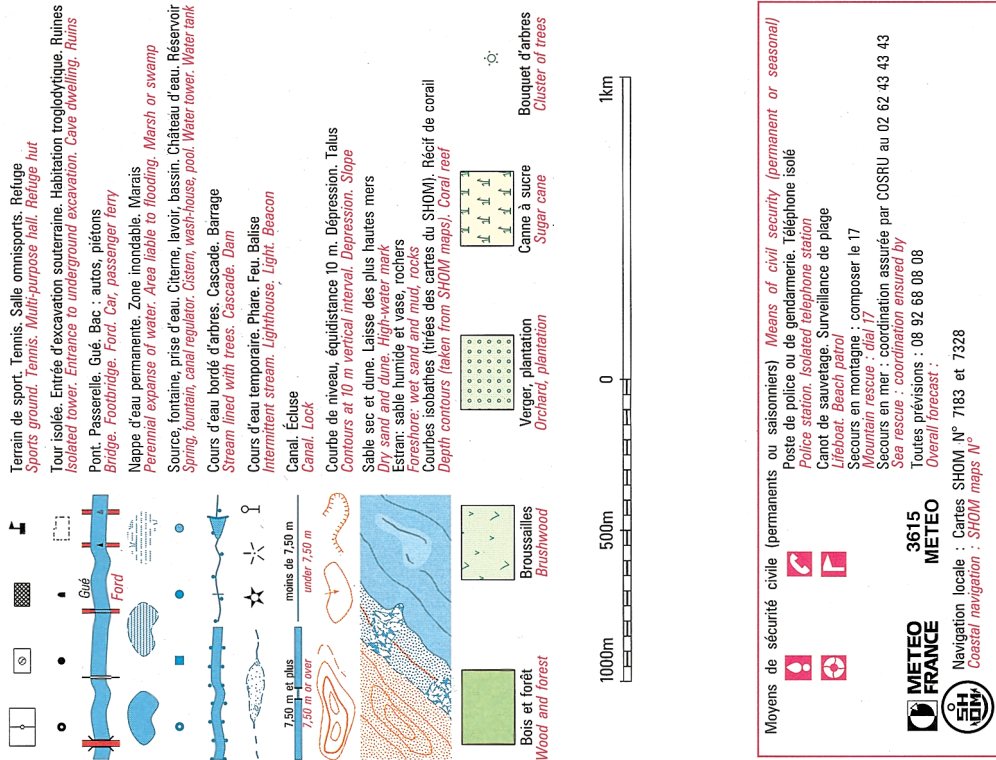 Terrain de sport. Tennis. Salle omnisports. Refuge
Sports ground. Tennis. Multi-purpose hall. Refuge hut
Tour isolée. Entrée d'excavation souterraine. Habitation troglodytique. Ruines
Isolated tower. Entrance to underground excavation. Cave dwelling. Ruins
Gué
Ford
Pont. Passerelle. Gué. Bac : autos, piétons
Bridge. Footbridge. Ford. Car, passenger ferry
Nappe d'eau permanente. Zone inondable. Marais
Perennial expanse of water. Area liable to flooding. Marsh or swamp
Source, fontaine, prise d'eau. Citerne, lavoir, bassin. Château d'eau. Réservoir
Spring, fountain, canal regulator. Cistern, wash-house, pool. Water tower. Water tank
Cours d'eau bordé d'arbres. Cascade. Barrage
Stream lined with trees. Cascade. Dam
Cours d'eau temporaire. Phare. Feu. Balise
Intermittent stream. Lighthouse. Light. Beacon
7,50 m et plus
7,50 m or over
moins de 7,50 m
under 7,50 m
Canal. Écluse
Canal. Lock
Courbe de niveau, équidistance 10 m. Dépression. Talus
Contours at 10 m vertical interval. Depression. Slope
Sable sec et dune. Laisse des plus hautes mers
Dry sand and dune. High-water mark
Estran: sable humide et vase, rochers
Foreshore: wet sand and mud, rocks
Courbes isobathes (tirées des cartes du SHOM). Récif de corail
Depth contours (taken from SHOM maps). Coral reef
Bois et forêt
Wood and forest
Broussailles
Brushwood
Verger, plantation
Orchard, plantation
Canne à sucre
Sugar cane
Bouquet d'arbres
Cluster of trees
1000m 500m 0 1km
Moyens de sécurité civile (permanents ou saisonniers) Means of civil security (permanent or seasonal)
Poste de police ou de gendarmerie. Téléphone isolé
Police station. Isolated telephone station
Canot de sauvetage. Surveillance de plage
Lifeboat. Beach patrol
Secours en montagne : composer le 17
Mountain rescue : dial 17
Secours en mer : coordination assurée par COSRU au 02 62 43 43 43
Sea rescue : coordination ensured by
METEO
FRANCE
3615
METEO
Toutes prévisions : 08 92 68 08 08
Overall forecast :
SHOM
Navigation locale : Cartes SHOM N° 7183 et 7328
Coastal navigation : SHOM maps N°